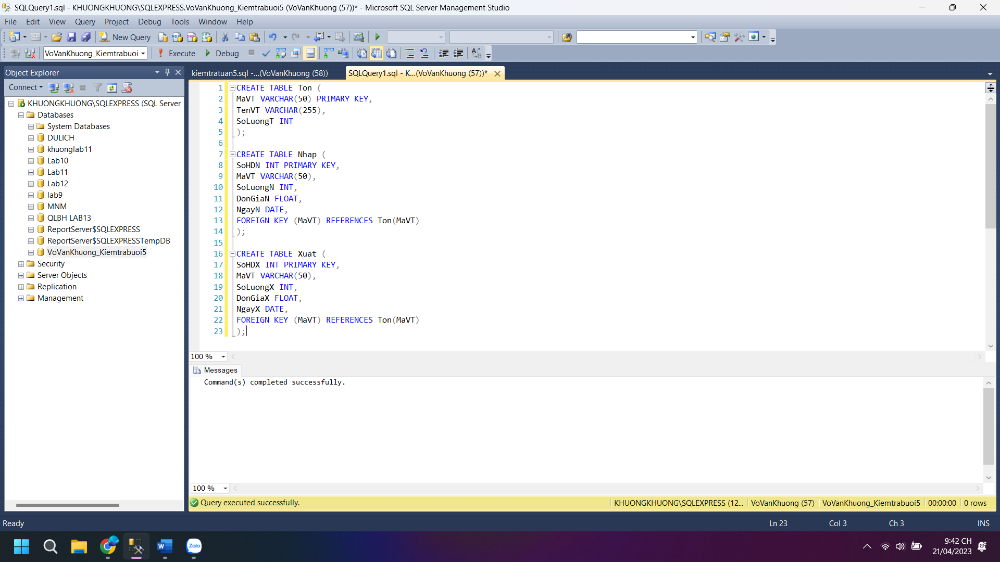 SQLQuery1.sql - KHUONGKHUONG\SQLEXPRESS.VoVanKhuong_Kiemtrabuoi5 (VoVanKhuong (57))* - Microsoft SQL Server Management Studio
File Edit View Query Project Debug Tools Window Help
New Query
VoVanKhuong_Kiemtrabuoi Execute Debug
Object Explorer
Connect
KHUONGKHUONG\SQLEXPRESS (SQL Server
Databases
System Databases
DULICH
khuonglab11
Lab10
Lab11
Lab12
lab9
MNM
QLBH LAB13
ReportServer$SQLEXPRESS
ReportServer$SQLEXPRESSTempDB
VoVanKhuong_Kiemtrabuoi5
Security
Server Objects
Replication
Management
kiemtratuan5.sql -...(VoVanKhuong (58)) SQLQuery1.sql - K...(VoVanKhuong (57))*
1 CREATE TABLE Ton (
2 MaVT VARCHAR(50) PRIMARY KEY,
3 TenVT VARCHAR(255),
4 SoLuongT INT
5 );
6
7 CREATE TABLE Nhap (
8 SoHDN INT PRIMARY KEY,
9 MaVT VARCHAR(50),
10 SoLuongN INT,
11 DonGiaN FLOAT,
12 NgayN DATE,
13 FOREIGN KEY (MaVT) REFERENCES Ton(MaVT)
14 );
15
16 CREATE TABLE Xuat (
17 SoHDX INT PRIMARY KEY,
18 MaVT VARCHAR(50),
19 SoLuongX INT,
20 DonGiaX FLOAT,
21 NgayX DATE,
22 FOREIGN KEY (MaVT) REFERENCES Ton(MaVT)
23 );
100 %
Messages
Command(s) completed successfully.
100 %
Query executed successfully. KHUONGKHUONG\SQLEXPRESS (12... VoVanKhuong (57) VoVanKhuong_Kiemtrabuoi5 00:00:00 0 rows
Ready Ln 23 Col 3 Ch 3 INS
Zalo
9:42 CH
21/04/2023